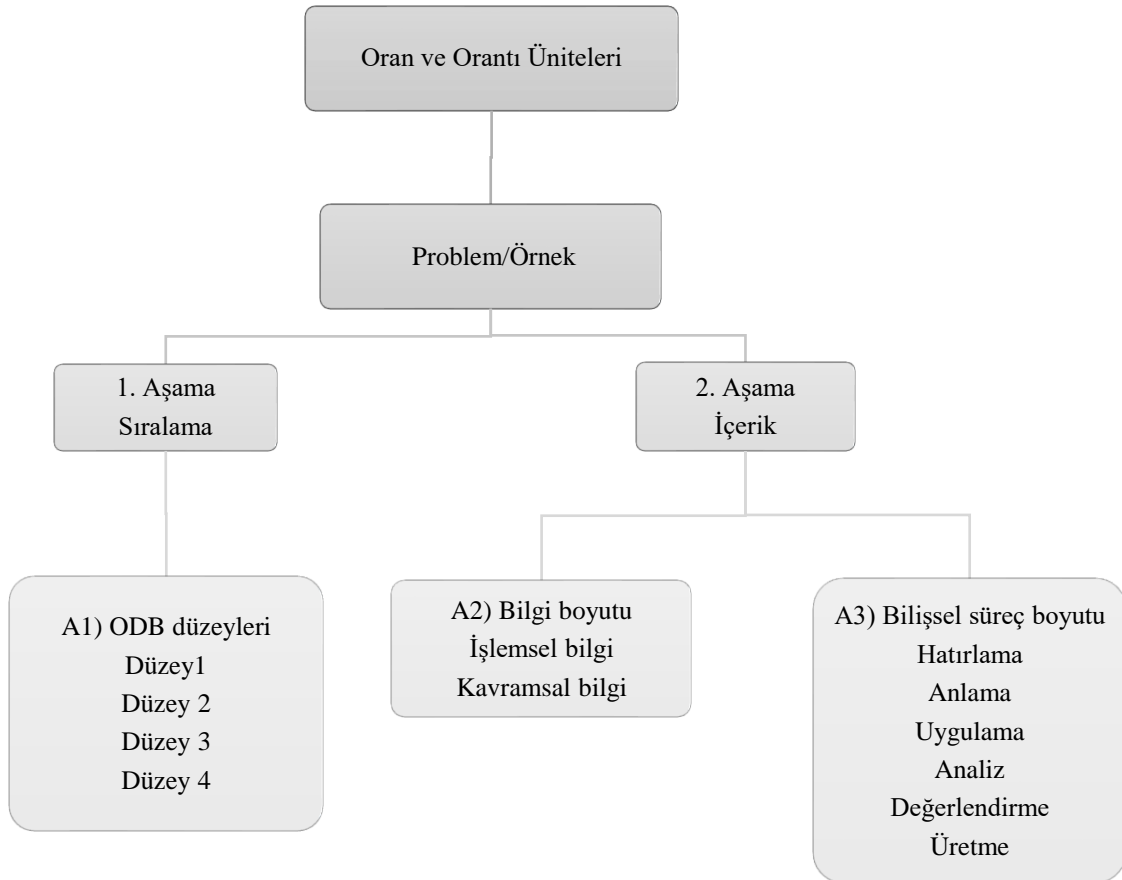 Oran ve Orantı Üniteleri
Problem/Örnek
1. Aşama
Sıralama
2. Aşama
İçerik
A1) ODB düzeyleri
Düzey1
Düzey 2
Düzey 3
Düzey 4
A2) Bilgi boyutu
İşlemsel bilgi
Kavramsal bilgi
A3) Bilişsel süreç boyutu
Hatırlama
Anlama
Uygulama
Analiz
Değerlendirme
Üretme